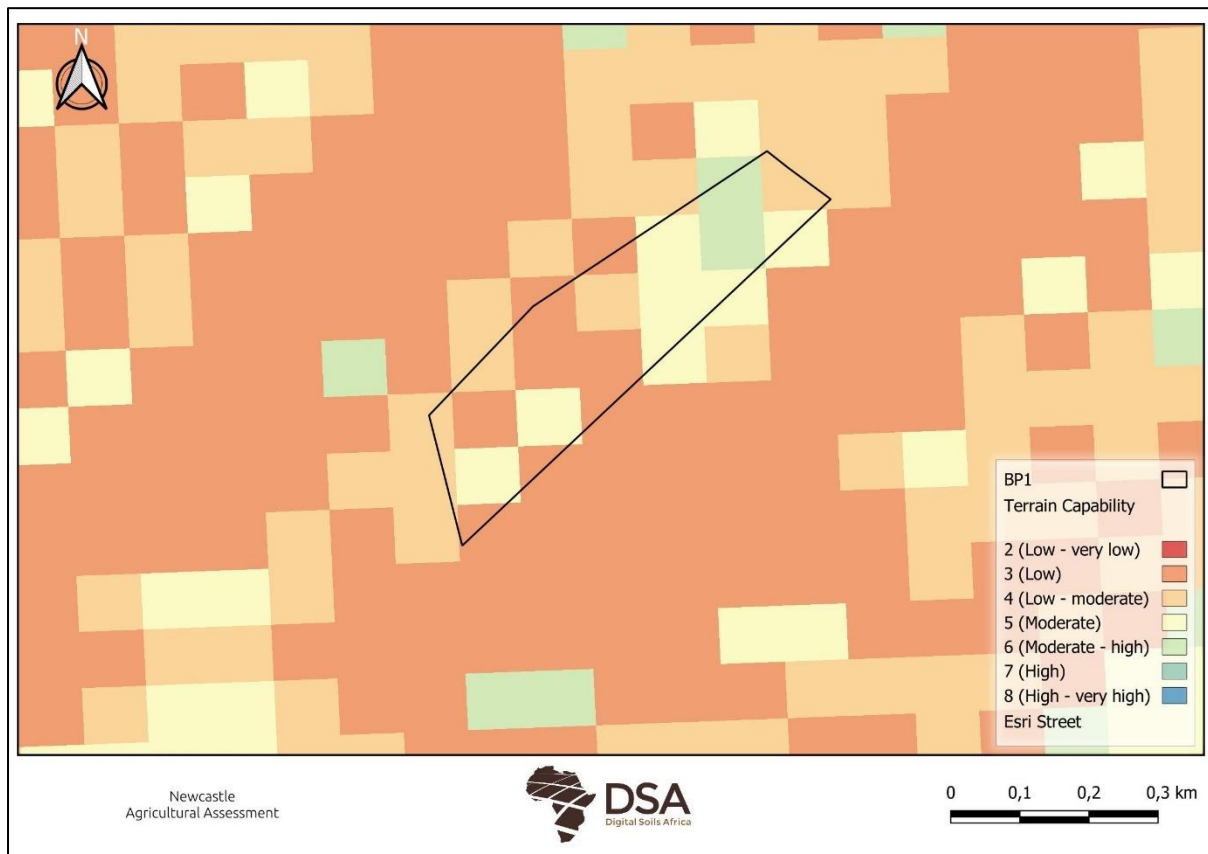 N
BP1
Terrain Capability
2 (Low - very low)
3 (Low)
4 (Low - moderate)
5 (Moderate)
6 (Moderate - high)
7 (High)
8 (High - very high)
Esri Street
Newcastle
Agricultural Assessment
DSA
Digital Soils Africa
0 0,1 0,2 0,3 km